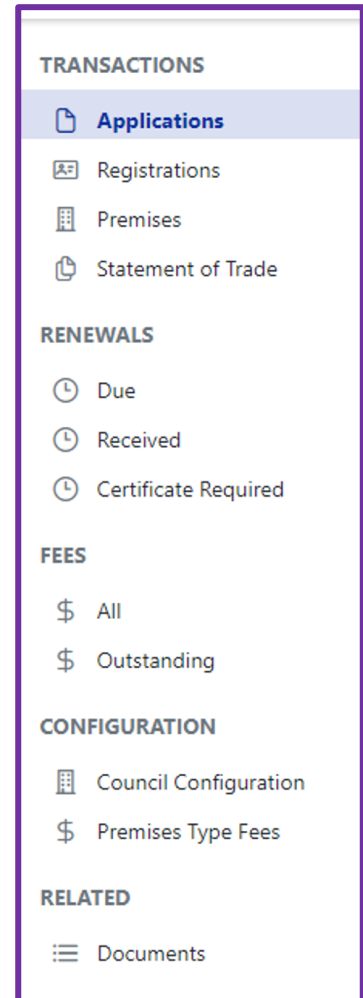 TRANSACTIONS
Applications
Registrations
Premises
Statement of Trade
RENEWALS
Due
Received
Certificate Required
FEES
All
Outstanding
CONFIGURATION
Council Configuration
Premises Type Fees
RELATED
Documents